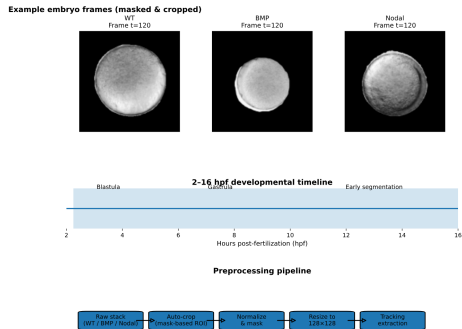 Example embryo frames (masked & cropped)
WT
Frame t=120
BMP
Frame t=120
Nodal
Frame t=120
2–16 hpf developmental timeline
Blastula
Gastrula
Early segmentation
2
4
6
8
10
12
14
16
Hours post-fertilization (hpf)
Preprocessing pipeline
Raw stack
(WT / BMP / Nodal)
Auto-crop
(mask-based ROI)
Normalize
& mask
Resize to
128×128
Tracking
extraction